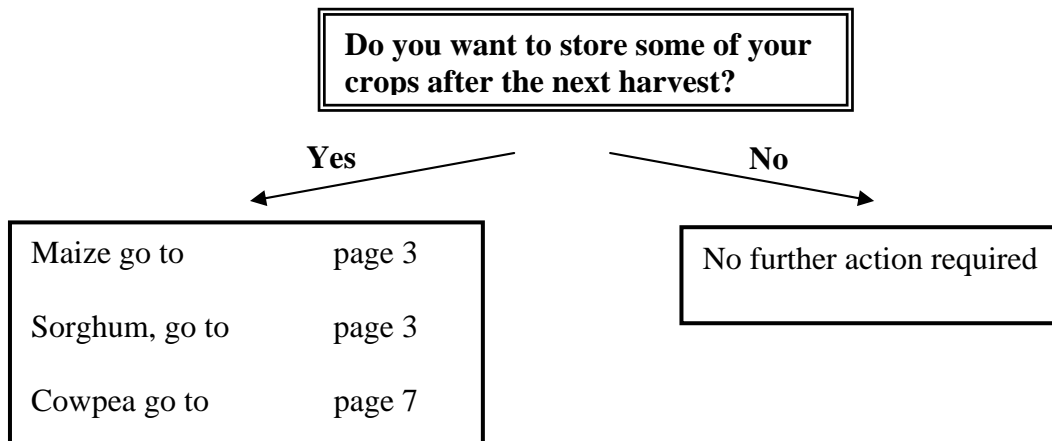 Do you want to store some of your
crops after the next harvest?
Yes
No
Maize go to page 3
Sorghum, go to page 3
Cowpea go to page 7
No further action required